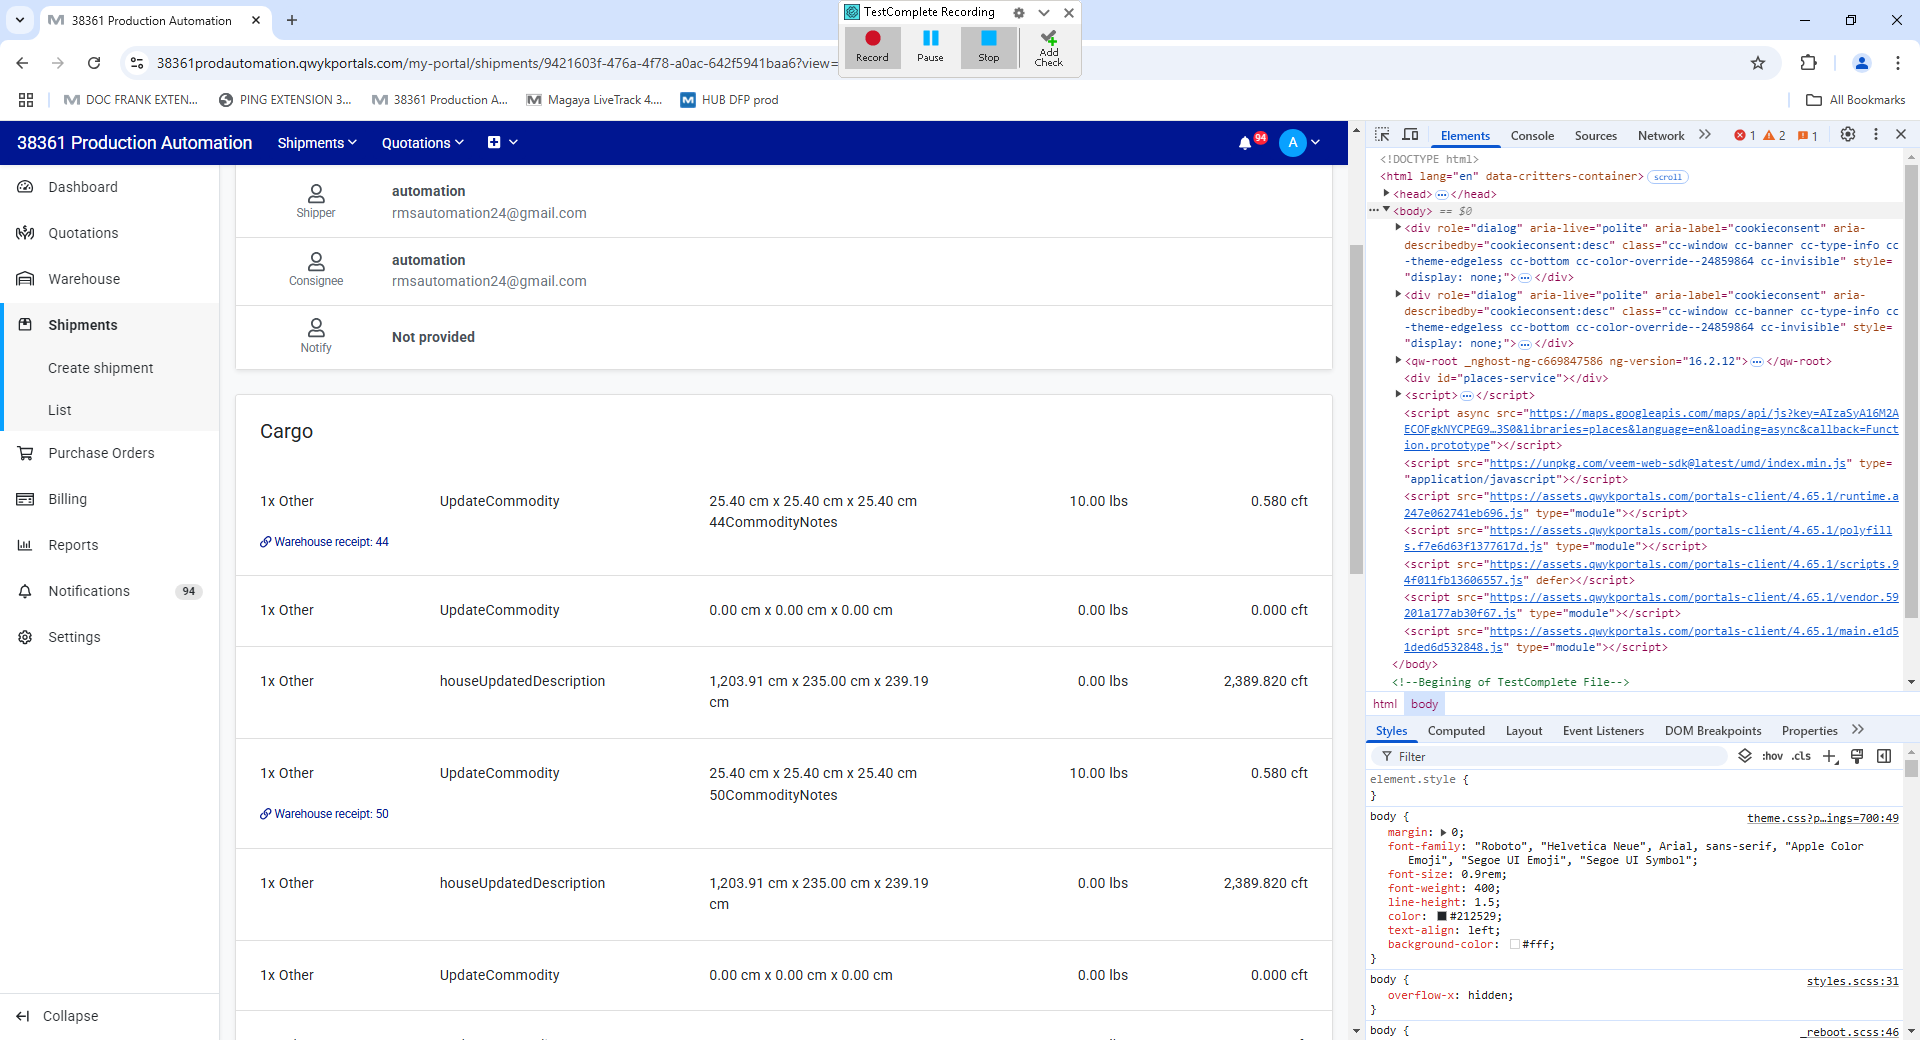 38361 Production Automation
TestComplete Recording
Record
Pause
Stop
Add
Check
38361prodautomation.qwykportals.com/my-portal/shipments/9421603f-476a-4f78-a0ac-642f5941baa6?view=
DOC FRANK EXTEN...
PING EXTENSION 3...
38361 Production A...
Magaya LiveTrack 4....
HUB DFP prod
All Bookmarks
38361 Production Automation
Shipments
Quotations
94
A
Dashboard
Quotations
Warehouse
Shipments
Create shipment
List
Purchase Orders
Billing
Reports
Notifications
94
Settings
Collapse
Shipper
automation
rmsautomation24@gmail.com
Consignee
automation
rmsautomation24@gmail.com
Notify
Not provided
Cargo
1x Other UpdateCommodity 25.40 cm x 25.40 cm x 25.40 cm 10.00 lbs 0.580 cft
44CommodityNotes
Warehouse receipt: 44
1x Other UpdateCommodity 0.00 cm x 0.00 cm x 0.00 cm 0.00 lbs 0.000 cft
1x Other houseUpdatedDescription 1,203.91 cm x 235.00 cm x 239.19 0.00 lbs 2,389.820 cft
cm
1x Other UpdateCommodity 25.40 cm x 25.40 cm x 25.40 cm 10.00 lbs 0.580 cft
50CommodityNotes
Warehouse receipt: 50
1x Other houseUpdatedDescription 1,203.91 cm x 235.00 cm x 239.19 0.00 lbs 2,389.820 cft
cm
1x Other UpdateCommodity 0.00 cm x 0.00 cm x 0.00 cm 0.00 lbs 0.000 cft
Elements Console Sources Network 1 2 1
<!DOCTYPE html>
<html lang="en" data-critters-container> scroll
<head>…</head>
<body> == $0
<div role="dialog" aria-live="polite" aria-label="cookieconsent" aria-
describedby="cookieconsent:desc" class="cc-window cc-banner cc-type-info cc
-theme-edgeless cc-bottom cc-color-override--24859864 cc-invisible" style=
"display: none;">…</div>
<div role="dialog" aria-live="polite" aria-label="cookieconsent" aria-
describedby="cookieconsent:desc" class="cc-window cc-banner cc-type-info cc
-theme-edgeless cc-bottom cc-color-override--24859864 cc-invisible" style=
"display: none;">…</div>
<qw-root _nghost-ng-c669847586 ng-version="16.2.12">…</qw-root>
<div id="places-service"></div>
<script>…</script>
<script async src="https://maps.googleapis.com/maps/api/js?key=AIzaSyA16M2A
ECOFgkNYCPEG9…3S0&libraries=places&language=en&loading=async&callback=Funct
ion.prototype"></script>
<script src="https://unpkg.com/veem-web-sdk@latest/umd/index.min.js" type=
"application/javascript"></script>
<script src="https://assets.qwykportals.com/portals-client/4.65.1/runtime.a
247e062741eb696.js" type="module"></script>
<script src="https://assets.qwykportals.com/portals-client/4.65.1/polyfill
s.f7e6d63f1377617d.js" type="module"></script>
<script src="https://assets.qwykportals.com/portals-client/4.65.1/scripts.9
4f011fb13606557.js" defer></script>
<script src="https://assets.qwykportals.com/portals-client/4.65.1/vendor.59
201a177ab30f67.js" type="module"></script>
<script src="https://assets.qwykportals.com/portals-client/4.65.1/main.e1d5
1ded6d532848.js" type="module"></script>
</body>
<!--Begining of TestComplete File-->
html body
Styles Computed Layout Event Listeners DOM Breakpoints Properties
Filter :hov .cls
element.style {
}
body { theme.css?p…ings=700:49
margin: 0;
font-family: "Roboto", "Helvetica Neue", Arial, sans-serif, "Apple Color
Emoji", "Segoe UI Emoji", "Segoe UI Symbol";
font-size: 0.9rem;
font-weight: 400;
line-height: 1.5;
color: #212529;
text-align: left;
background-color: #fff;
}
body { styles.scss:31
overflow-x: hidden;
}
body { _reboot.scss:46